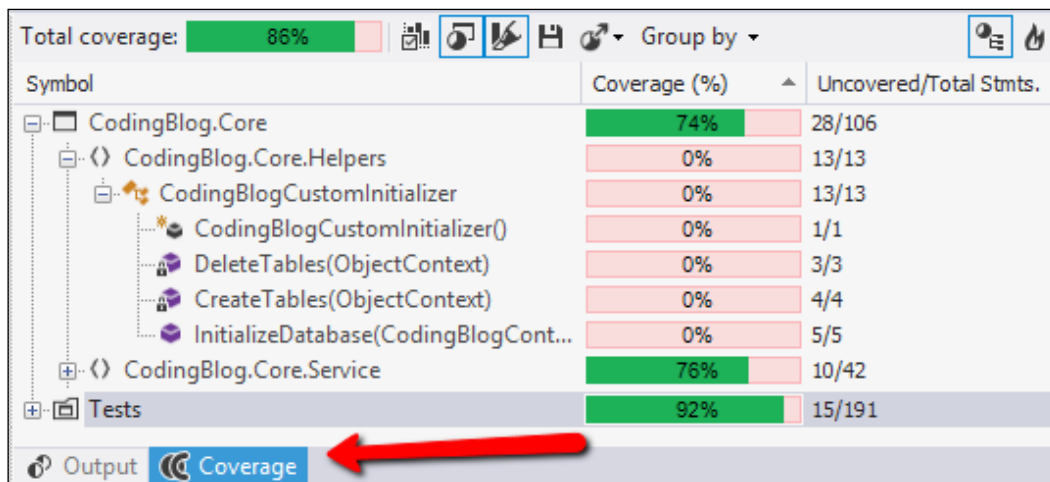 Total coverage: 86% Group by
Symbol Coverage (%) Uncovered/Total Stmts.
CodingBlog.Core 74% 28/106
CodingBlog.Core.Helpers 0% 13/13
CodingBlogCustomInitializer 0% 13/13
CodingBlogCustomInitializer() 0% 1/1
DeleteTables(ObjectContext) 0% 3/3
CreateTables(ObjectContext) 0% 4/4
InitializeDatabase(CodingBlogCont... 0% 5/5
CodingBlog.Core.Service 76% 10/42
Tests 92% 15/191
Output Coverage